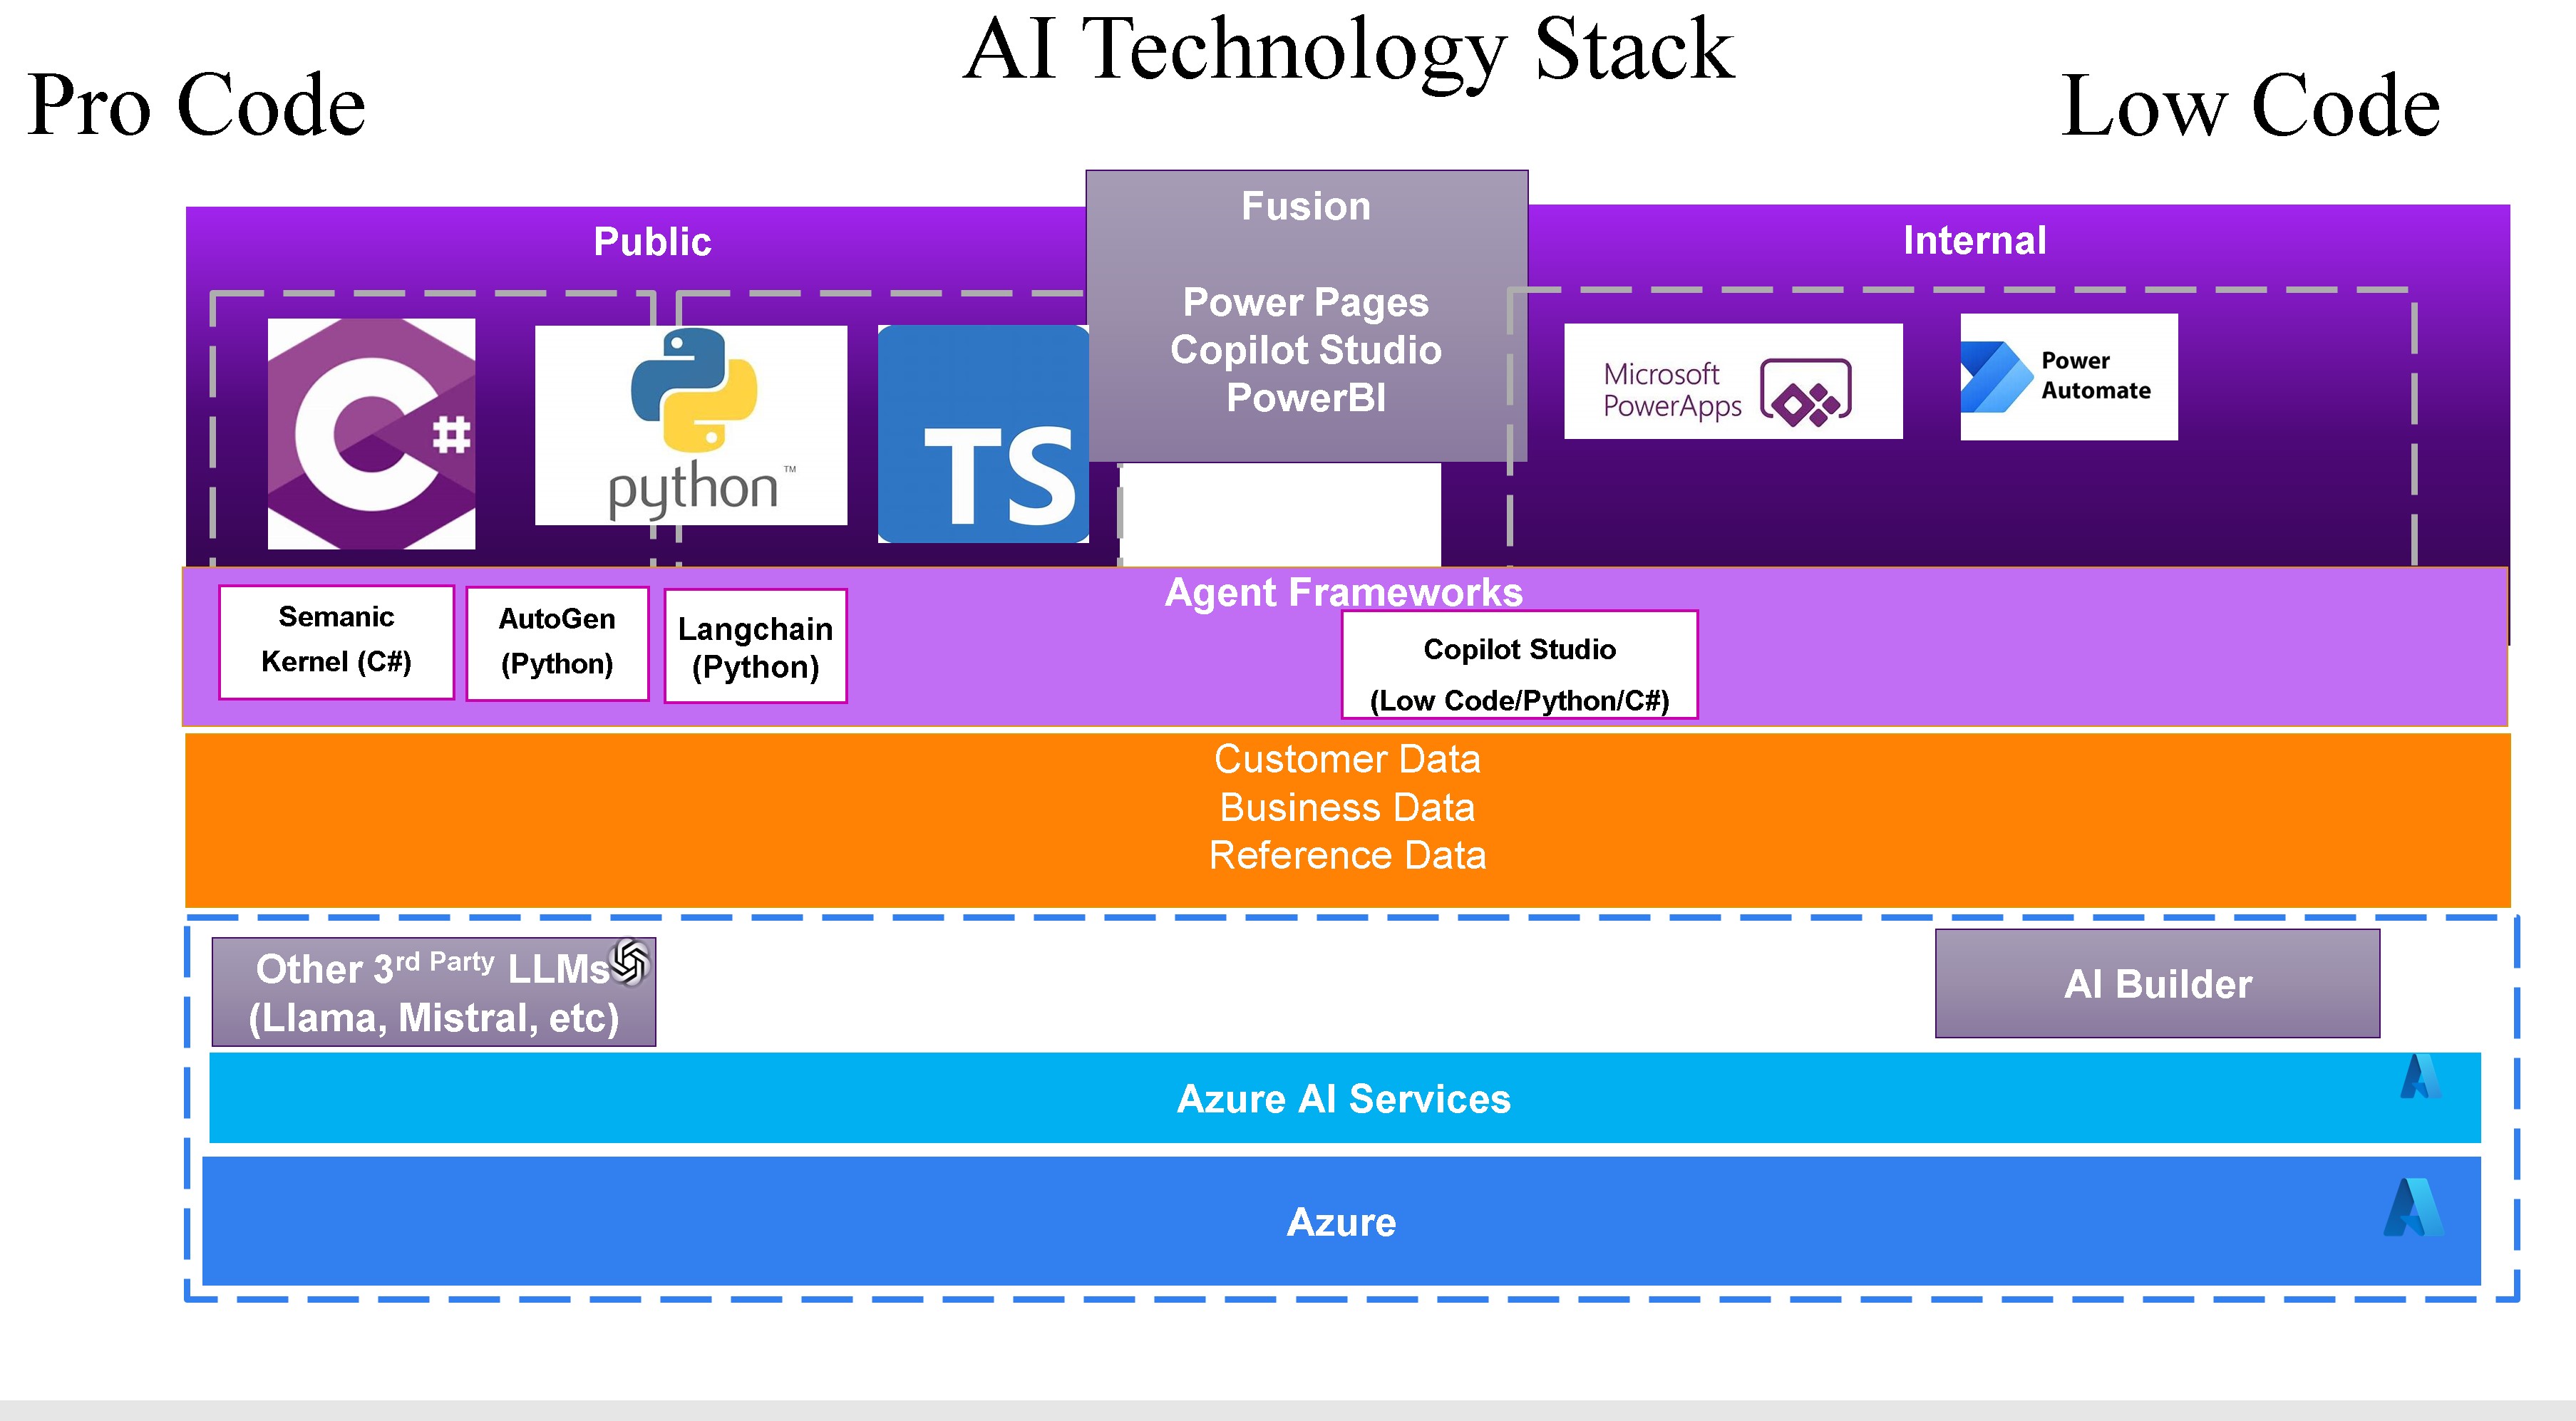 AI Technology Stack
Pro Code
Low Code
Public
Fusion
Internal
Power Pages
Copilot Studio
PowerBI
C#
python™
TS
Microsoft
PowerApps
Power
Automate
Agent Frameworks
Semanic
Kernel (C#)
AutoGen
(Python)
Langchain
(Python)
Copilot Studio
(Low Code/Python/C#)
Customer Data
Business Data
Reference Data
Other 3rd Party LLMs
(Llama, Mistral, etc)
AI Builder
Azure AI Services
Azure